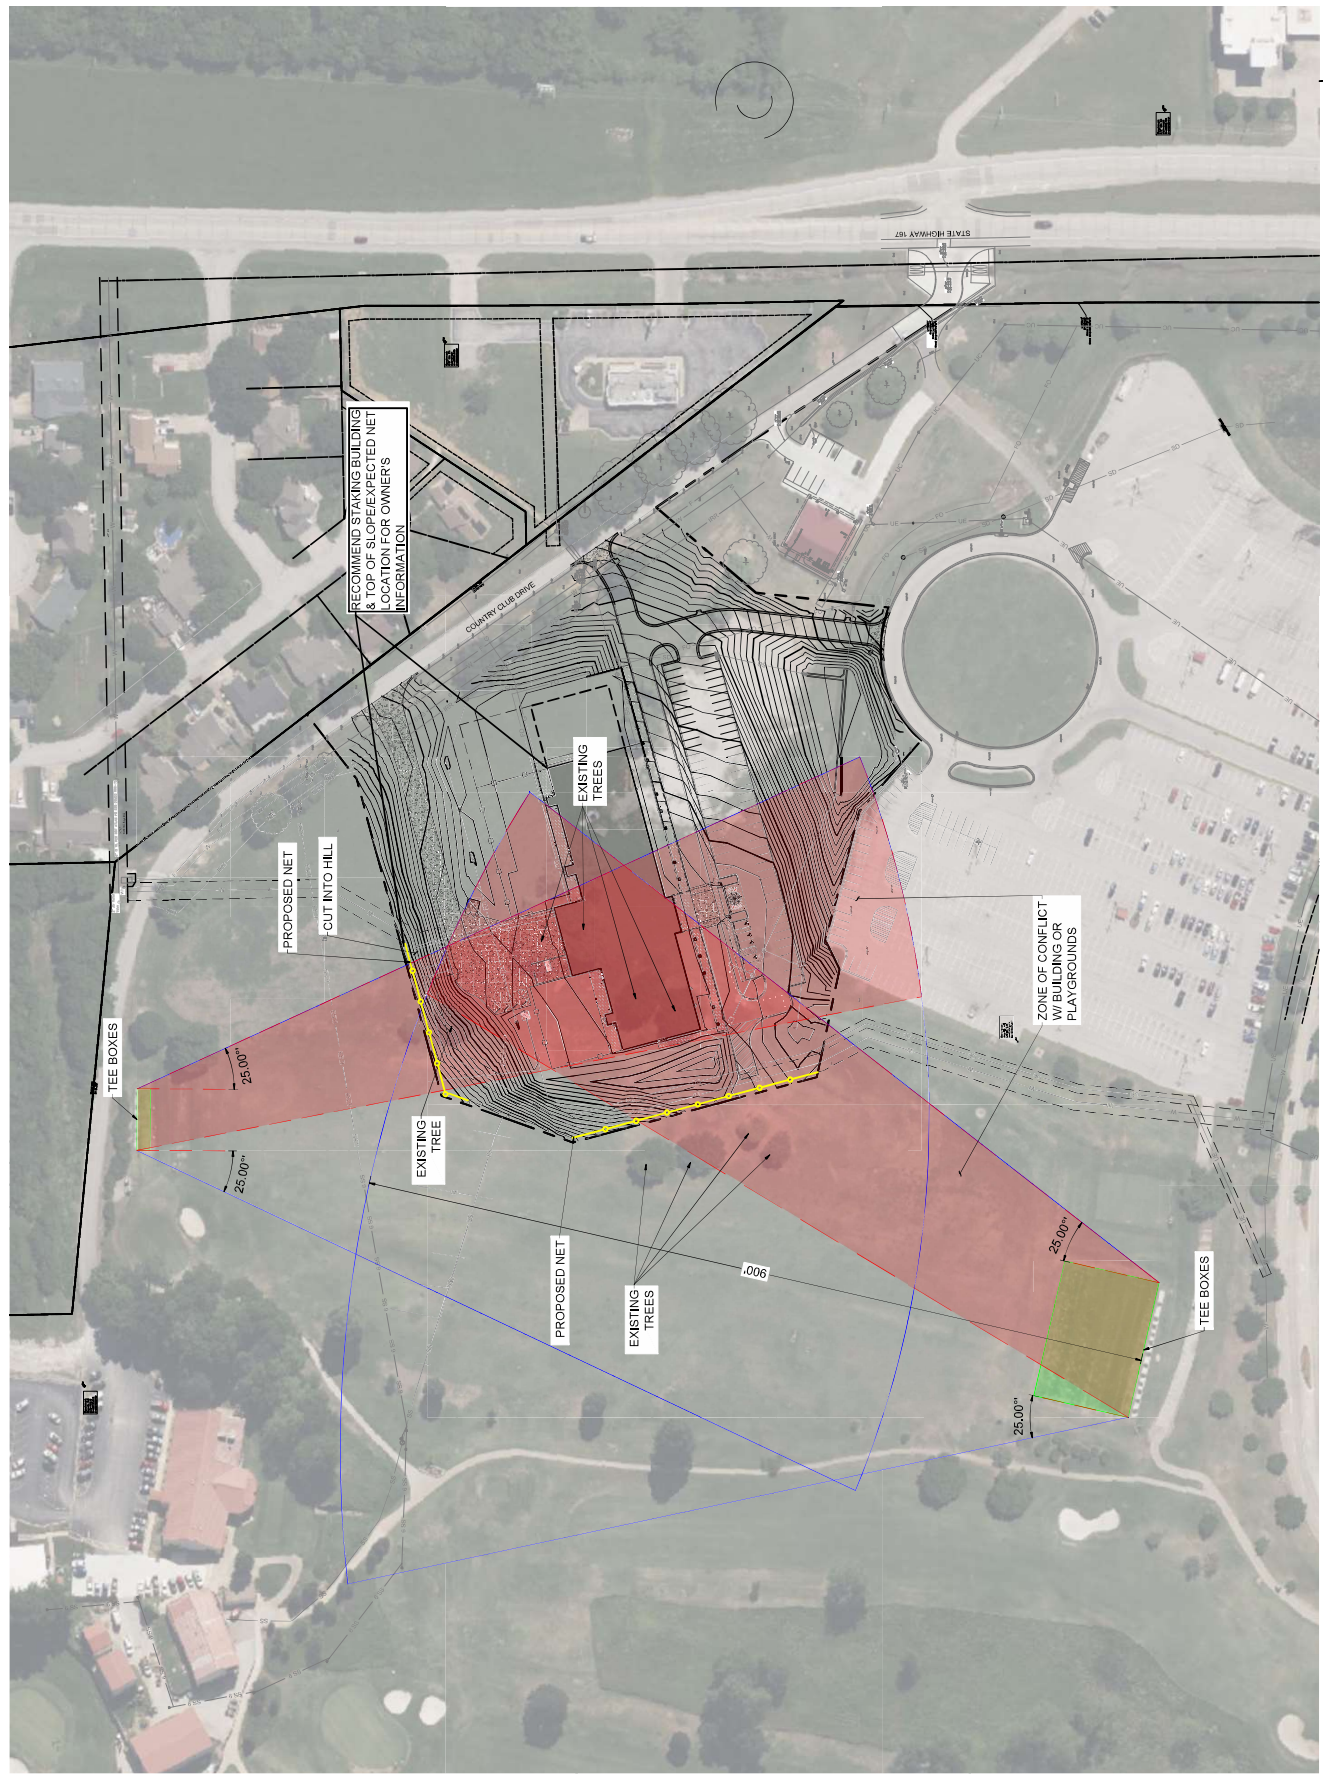 STATE HIGHWAY 167
RECOMMEND STAKING BUILDING
& TOP OF SLOPE/EXPECTED NET
LOCATION FOR OWNER'S
INFORMATION
COUNTRY CLUB DRIVE
EXISTING
TREES
PROPOSED NET
CUT INTO HILL
TEE BOXES
25.00°
25.00°
EXISTING
TREE
ZONE OF CONFLICT
W/ BUILDING OR
PLAYGROUNDS
PROPOSED NET
EXISTING
TREES
900'
25.00°
25.00°
TEE BOXES